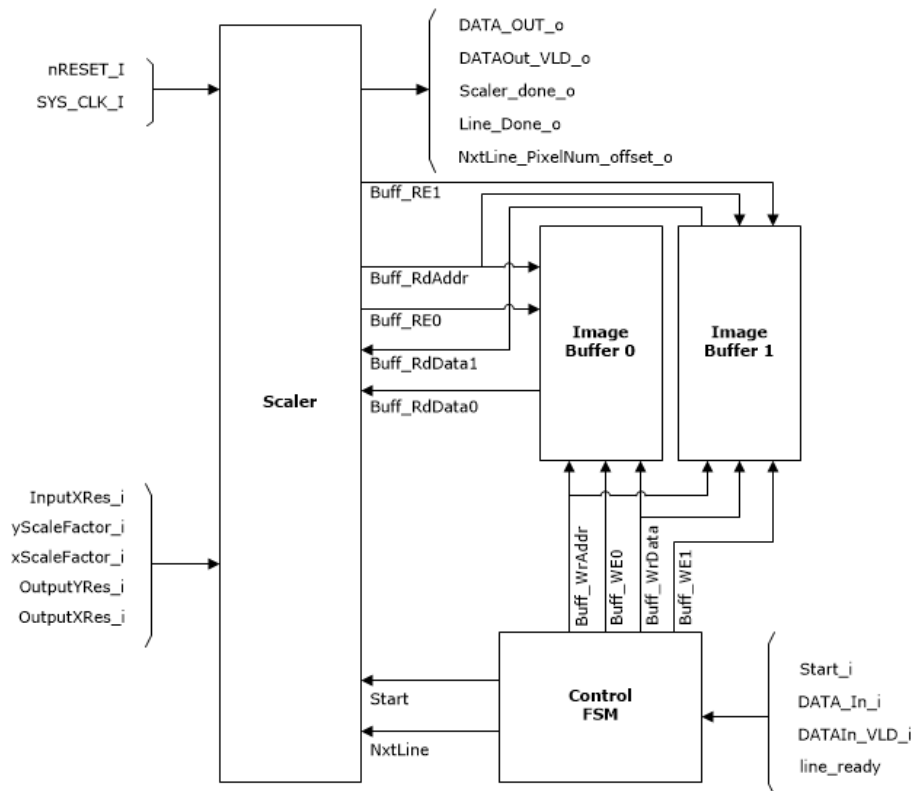 DATA_OUT_o
DATAOut_VLD_o
Scaler_done_o
Line_Done_o
NxtLine_PixelNum_offset_o
nRESET_I
SYS_CLK_I
Buff_RE1
Buff_RdAddr
Buff_RE0
Buff_RdData1
Buff_RdData0
Scaler
Image
Buffer 0
Image
Buffer 1
InputXRes_i
yScaleFactor_i
xScaleFactor_i
OutputYRes_i
OutputXRes_i
Buff_WrAddr
Buff_WE0
Buff_WrData
Buff_WE1
Start
NxtLine
Control
FSM
Start_i
DATA_In_i
DATAIn_VLD_i
line_ready